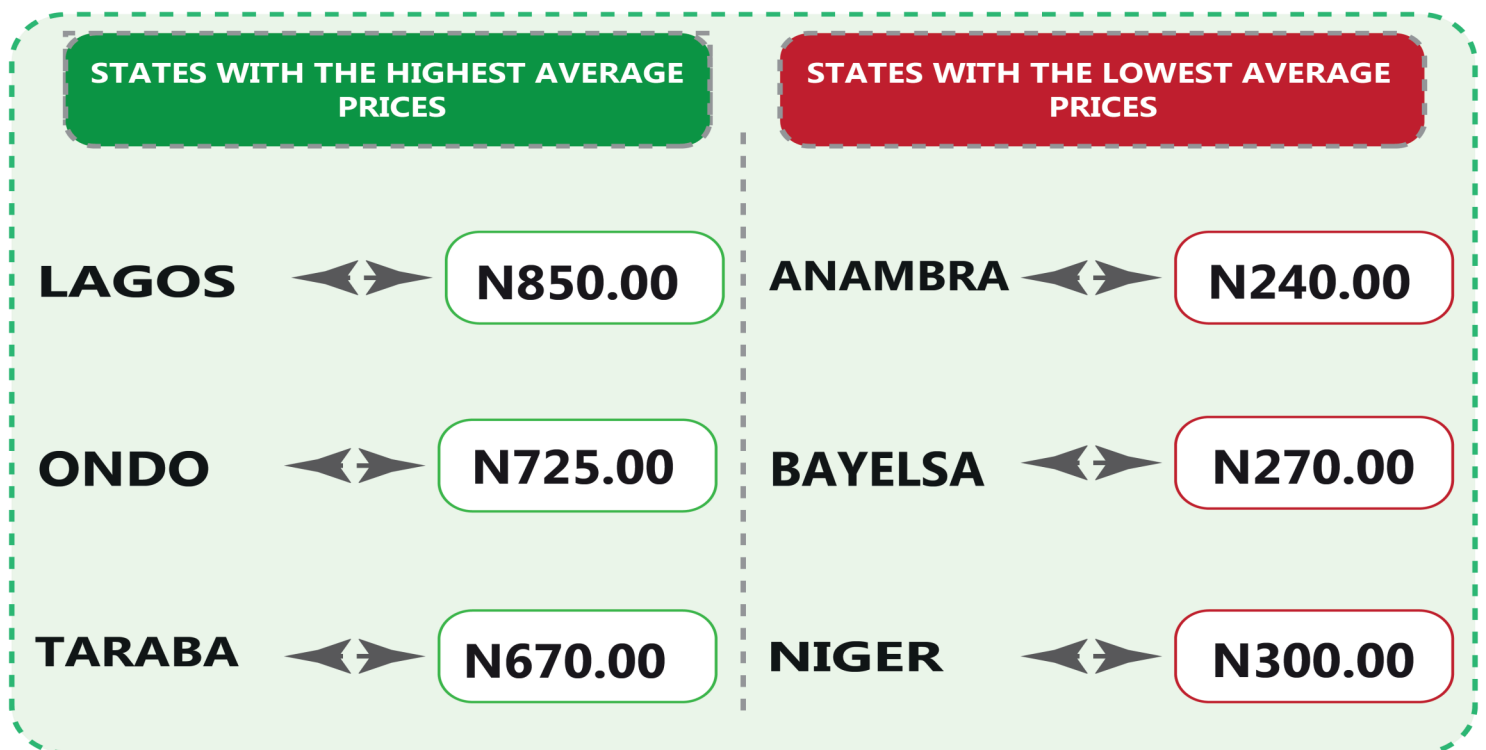 STATES WITH THE HIGHEST AVERAGE
PRICES
LAGOS N850.00
ONDO N725.00
TARABA N670.00
STATES WITH THE LOWEST AVERAGE
PRICES
ANAMBRA N240.00
BAYELSA N270.00
NIGER N300.00